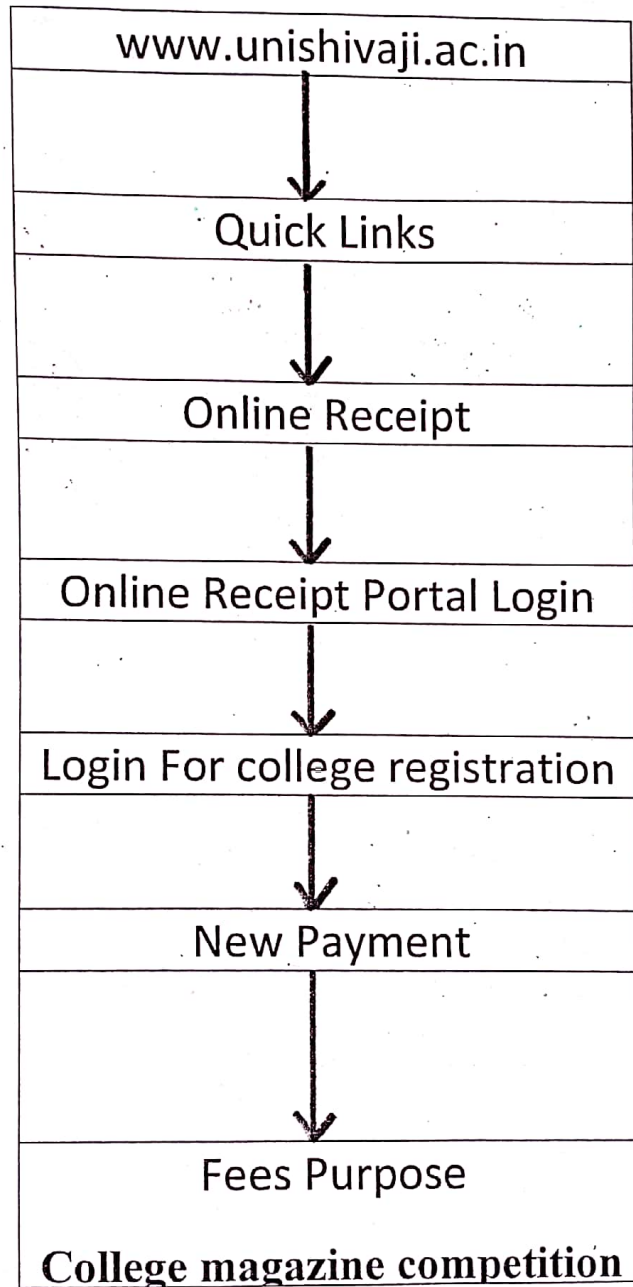 www.unishivaji.ac.in
Quick Links
Online Receipt
Online Receipt Portal Login
Login For college registration
New Payment
Fees Purpose
College magazine competition